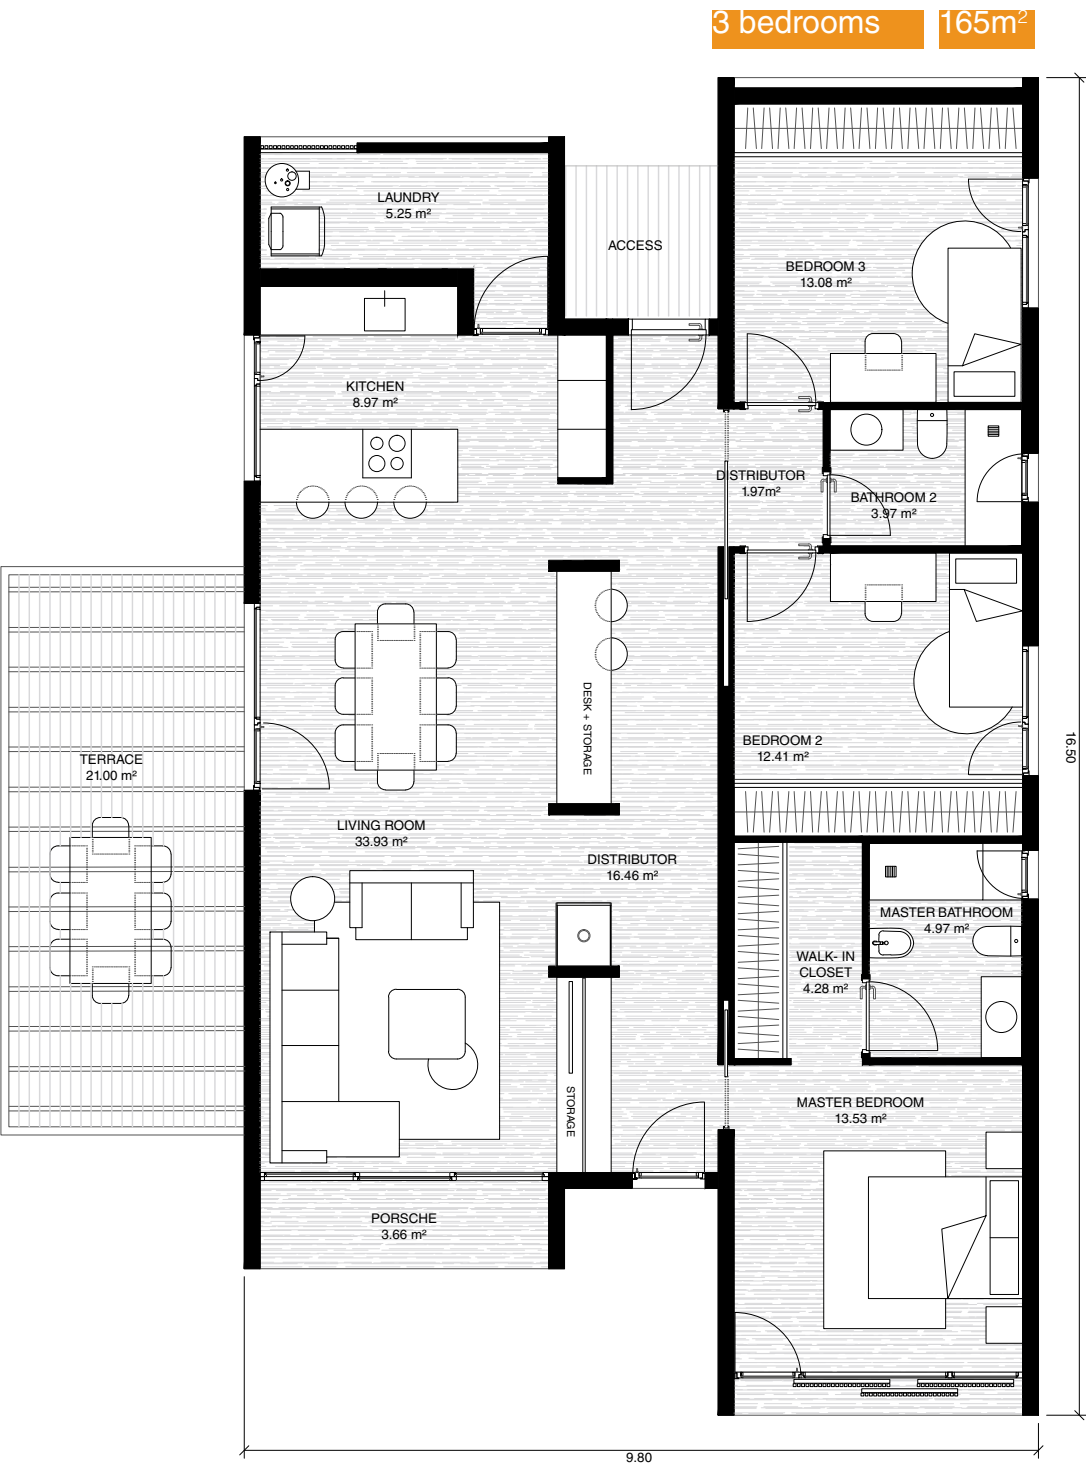 3 bedrooms
165m²
LAUNDRY
5.25 m²
ACCESS
BEDROOM 3
13.08 m²
KITCHEN
8.97 m²
DISTRIBUTOR
1.97m²
BATHROOM 2
3.97 m²
DESK + STORAGE
BEDROOM 2
12.41 m²
16.50
TERRACE
21.00 m²
LIVING ROOM
33.93 m²
DISTRIBUTOR
16.46 m²
MASTER BATHROOM
4.97 m²
WALK- IN
CLOSET
4.28 m²
STORAGE
MASTER BEDROOM
13.53 m²
PORSCHE
3.66 m²
9.80